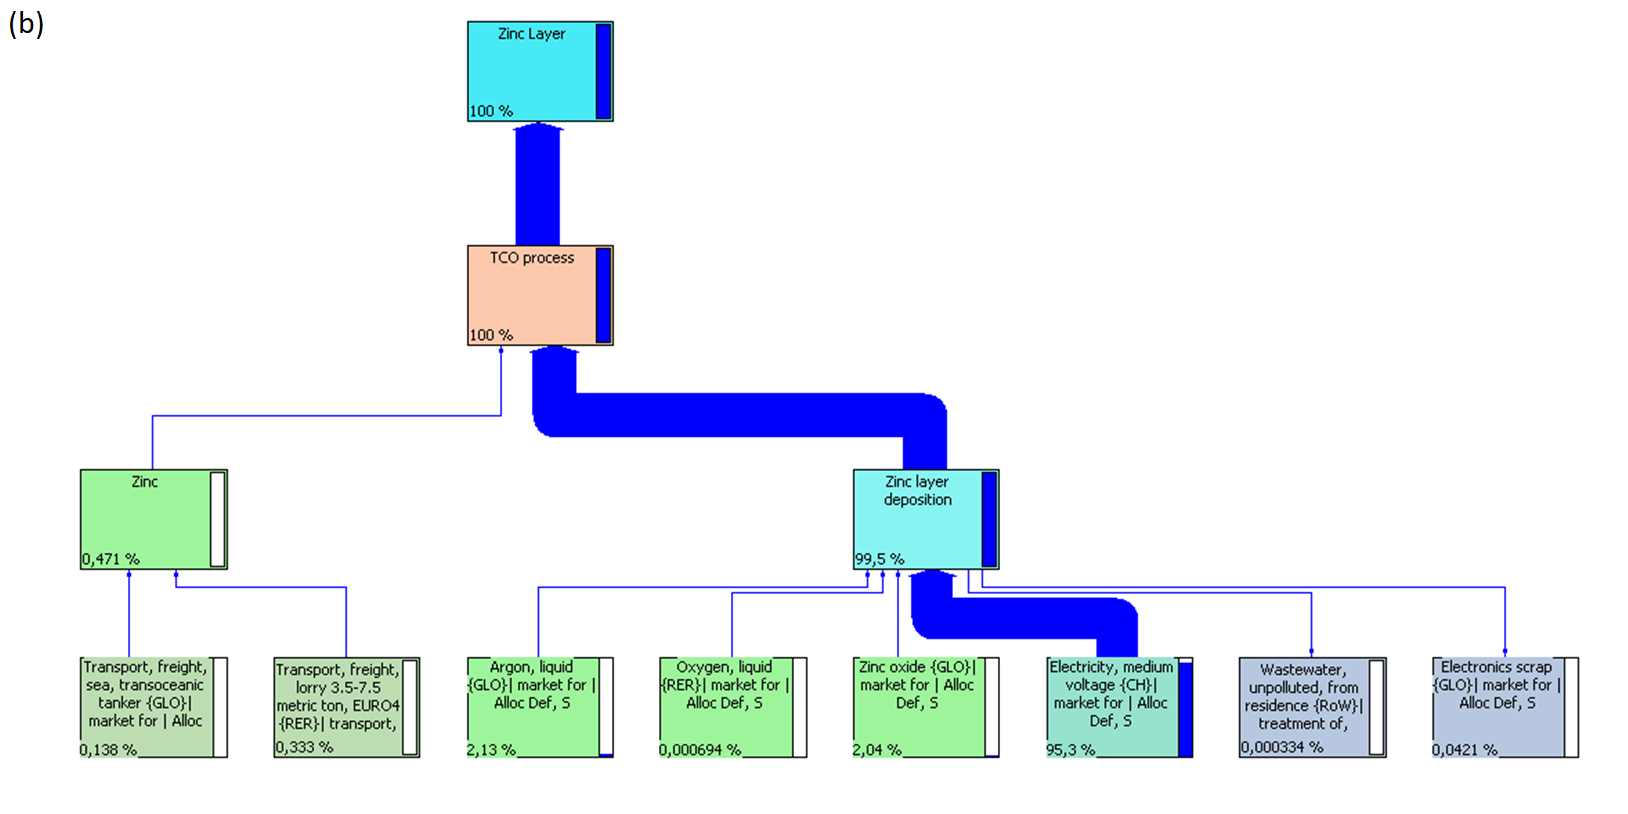 (b)
Zinc Layer
100 %
TCO process
100 %
Zinc
0,471 %
Zinc layer
deposition
99,5 %
Transport, freight,
sea, transoceanic
tanker {GLO}|
market for | Alloc
0,138 %
Transport, freight,
lorry 3.5-7.5
metric ton, EURO4
{RER}| transport,
0,333 %
Argon, liquid
{GLO}| market for |
Alloc Def, S
2,13 %
Oxygen, liquid
{RER}| market for |
Alloc Def, S
0,000694 %
Zinc oxide {GLO}|
market for | Alloc
Def, S
2,04 %
Electricity, medium
voltage {CH}|
market for | Alloc
Def, S
95,3 %
Wastewater,
unpolluted, from
residence {RoW}|
treatment of,
0,000334 %
Electronics scrap
{GLO}| market for |
Alloc Def, S
0,0421 %